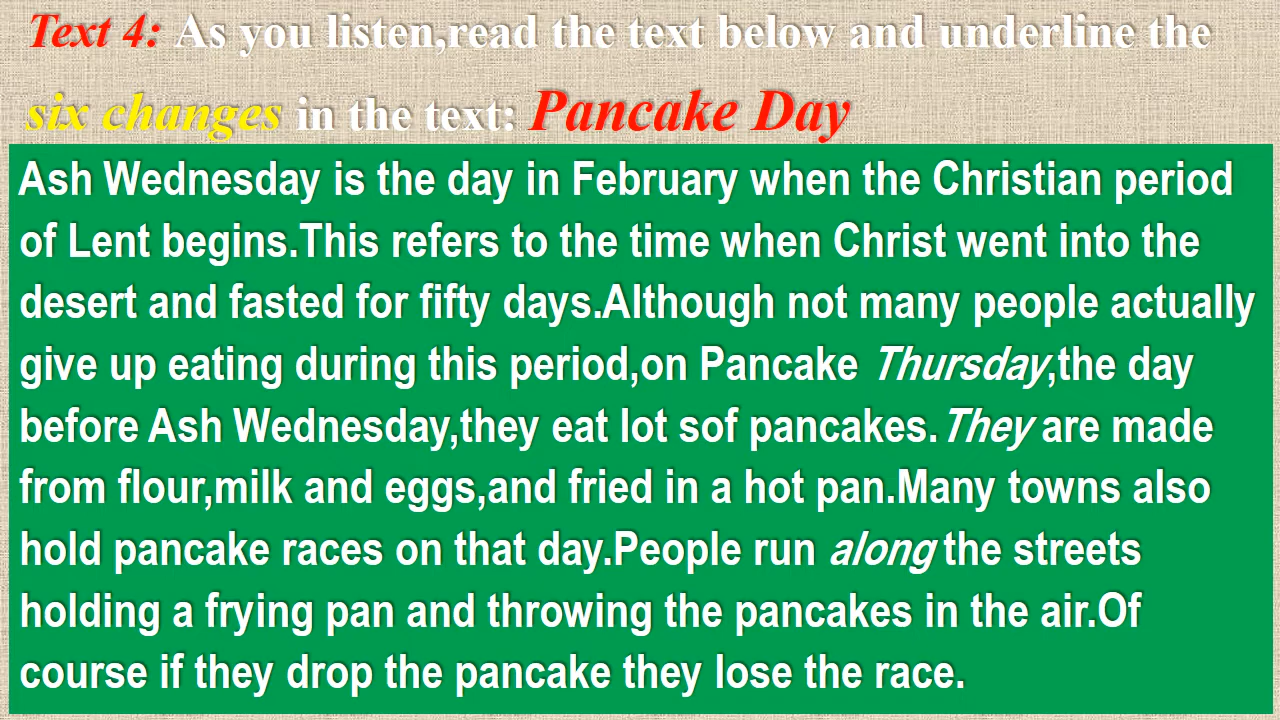 Text 4: As you listen,read the text below and underline the
six changes in the text: Pancake Day
Ash Wednesday is the day in February when the Christian period
of Lent begins.This refers to the time when Christ went into the
desert and fasted for fifty days.Although not many people actually
give up eating during this period,on Pancake Thursday,the day
before Ash Wednesday,they eat lot sof pancakes.They are made
from flour,milk and eggs,and fried in a hot pan.Many towns also
hold pancake races on that day.People run along the streets
holding a frying pan and throwing the pancakes in the air.Of
course if they drop the pancake they lose the race.